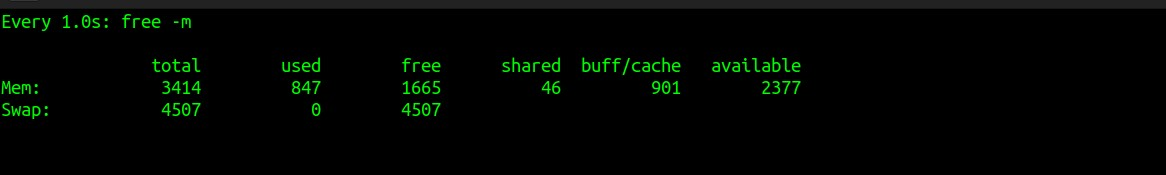 Every 1.0s: free -m
total used free shared buff/cache available
Mem: 3414 847 1665 46 901 2377
Swap: 4507 0 4507